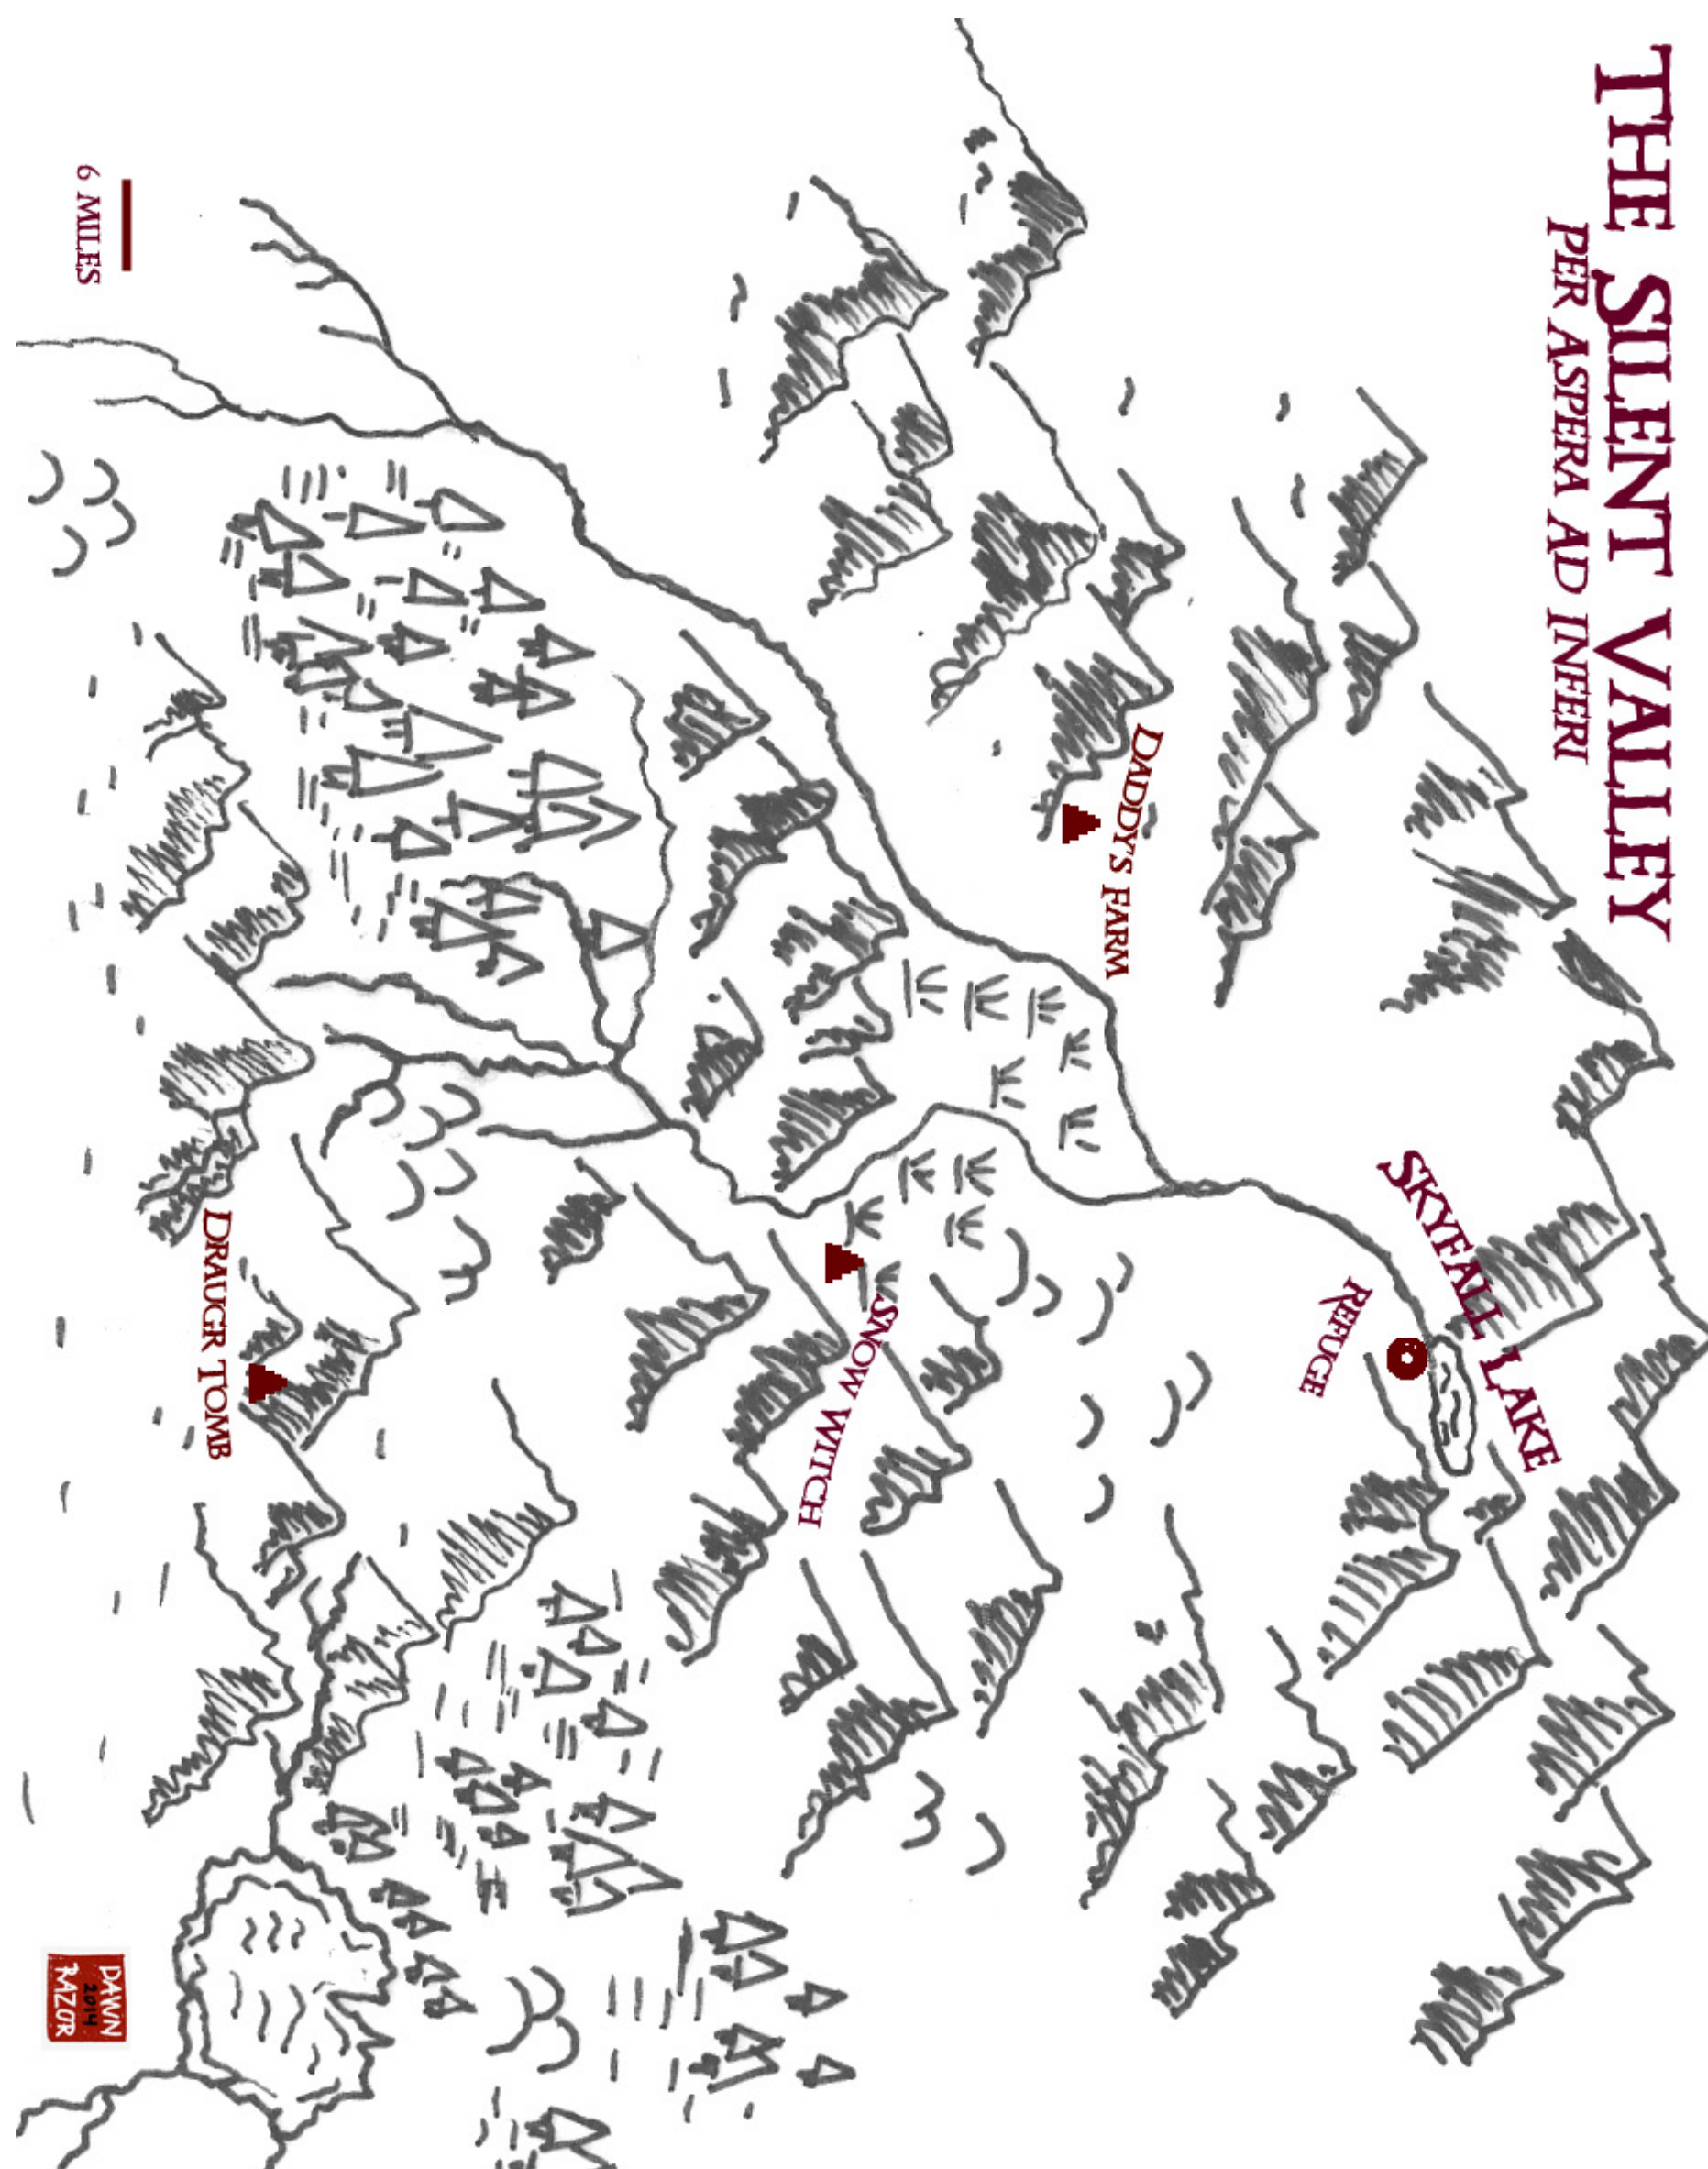 THE SILENT VALLEY
PER ASPERA AD INFERI
SKYFALL LAKE
REFUGE
DADDY'S FARM
SNOW WITCH
DRAUGR TOMB
6 MILES
DAWN
2014
RAZOR